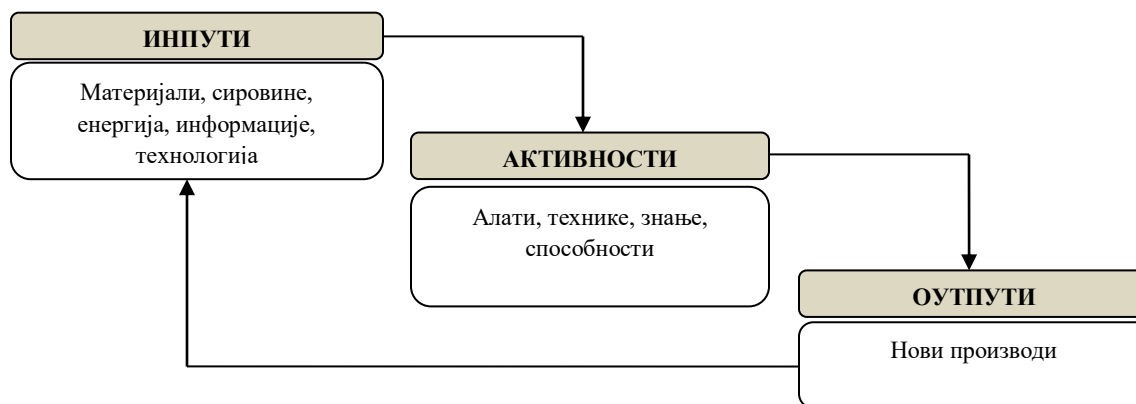 ИНПУТИ
Материјали, сировине,
енергија, информације,
технологија
АКТИВНОСТИ
Алати, технике, знање,
способности
ОУТПУТИ
Нови производи